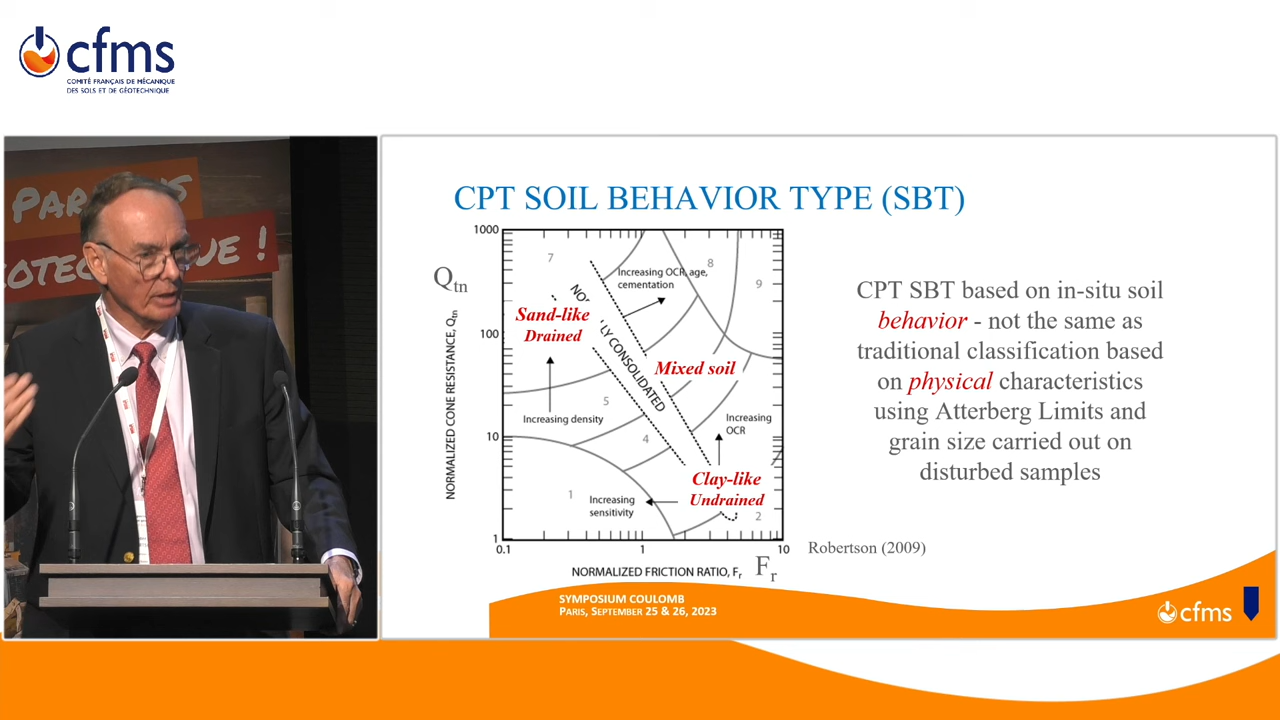 cfms
COMITÉ FRANÇAIS DE MÉCANIQUE
DES SOLS ET DE GÉOTECHNIQUE
CPT SOIL BEHAVIOR TYPE (SBT)
Qtn
NORMALIZED CONE RESISTANCE, Qtn
1000
100
10
1
0.1
1
10
7
8
9
5
4
1
2
Increasing OCR, age,
cementation
Sand-like
Drained
LY CONSOLIDATED
Mixed soil
Increasing density
Increasing
OCR
Clay-like
Undrained
Increasing
sensitivity
NORMALIZED FRICTION RATIO, Fr
Fr
CPT SBT based on in-situ soil
behavior - not the same as
traditional classification based
on physical characteristics
using Atterberg Limits and
grain size carried out on
disturbed samples
Robertson (2009)
SYMPOSIUM COULOMB
PARIS, SEPTEMBER 25 & 26, 2023
cfms